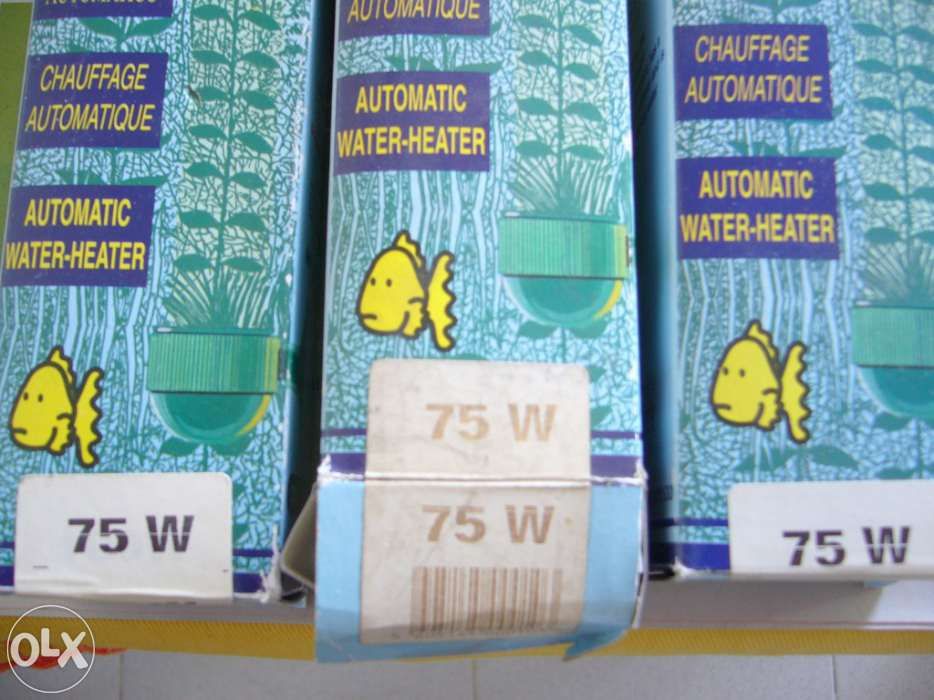 CHAUFFAGE
AUTOMATIQUE
AUTOMATIC
WATER-HEATER
75 W
AUTOMATIQUE
AUTOMATIC
WATER-HEATER
75 W
75 W
CHAUFFAGE
AUTOMATIQUE
AUTOMATIC
WATER-HEATER
75 W
OLX